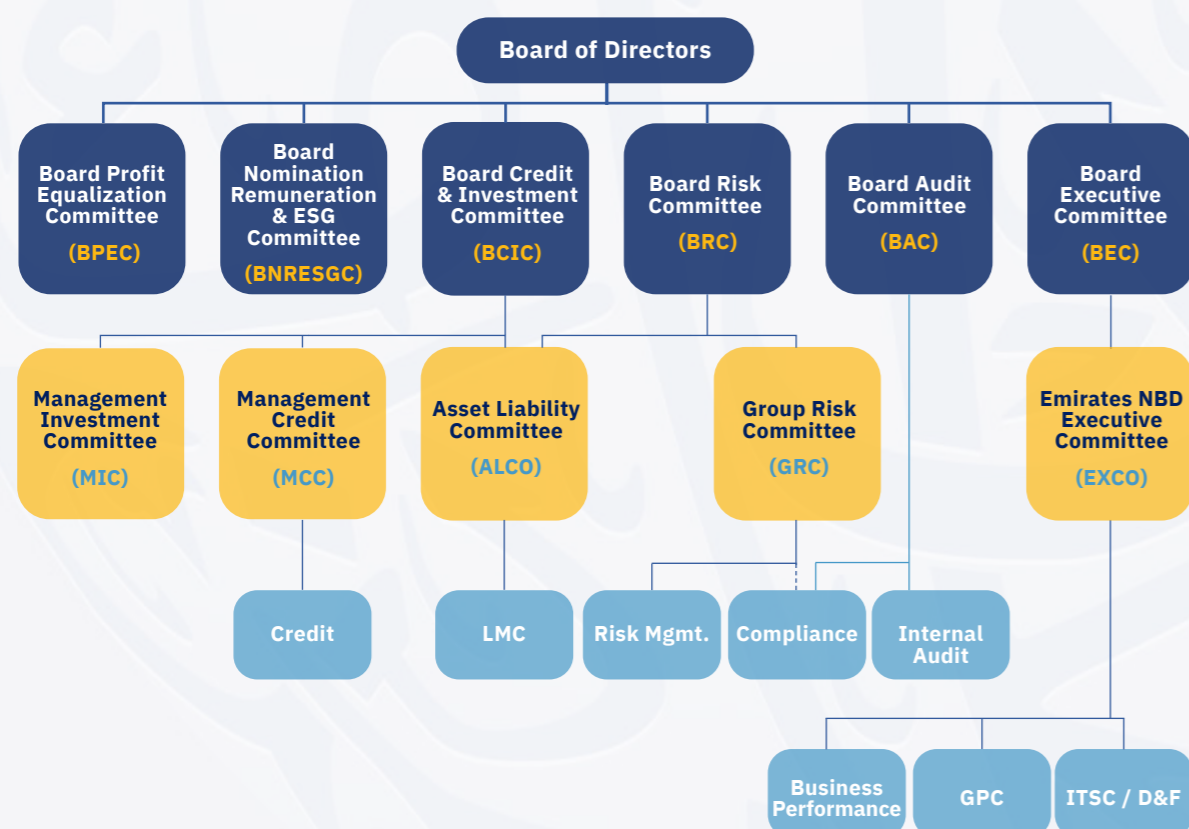 Board of Directors
Board Profit
Equalization
Committee
(BPEC)
Board
Nomination
Remuneration
& ESG
Committee
(BNRESGC)
Board Credit
& Investment
Committee
(BCIC)
Board Risk
Committee
(BRC)
Board Audit
Committee
(BAC)
Board
Executive
Committee
(BEC)
Management
Investment
Committee
(MIC)
Management
Credit
Committee
(MCC)
Asset Liability
Committee
(ALCO)
Group Risk
Committee
(GRC)
Emirates NBD
Executive
Committee
(EXCO)
Credit
LMC
Risk Mgmt.
Compliance
Internal
Audit
Business
Performance
GPC
ITSC / D&F